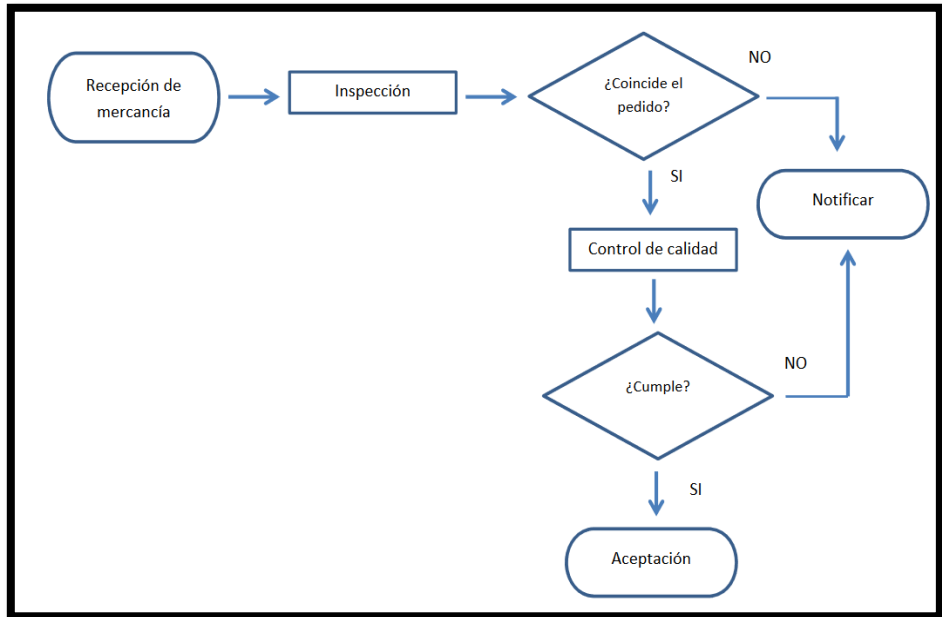 Recepción de
mercancía
Inspección
¿Coincide el
pedido?
NO
SI
Notificar
Control de calidad
¿Cumple?
NO
SI
Aceptación